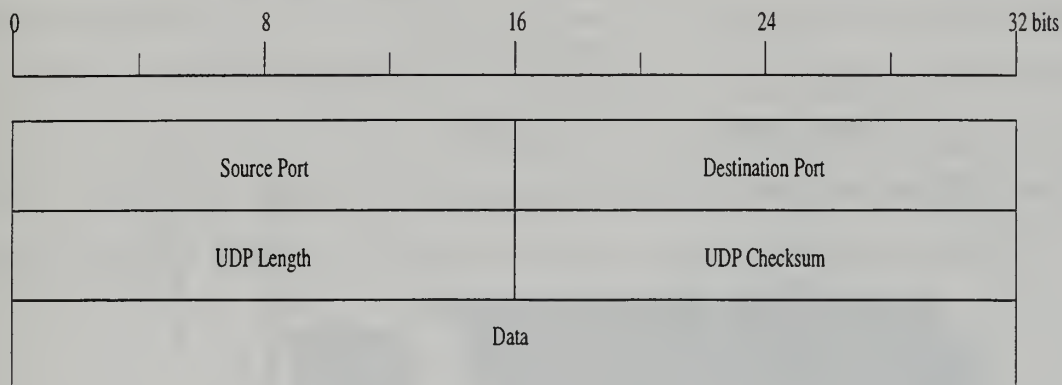 0 8 16 24 32 bits
Source Port Destination Port
UDP Length UDP Checksum
Data